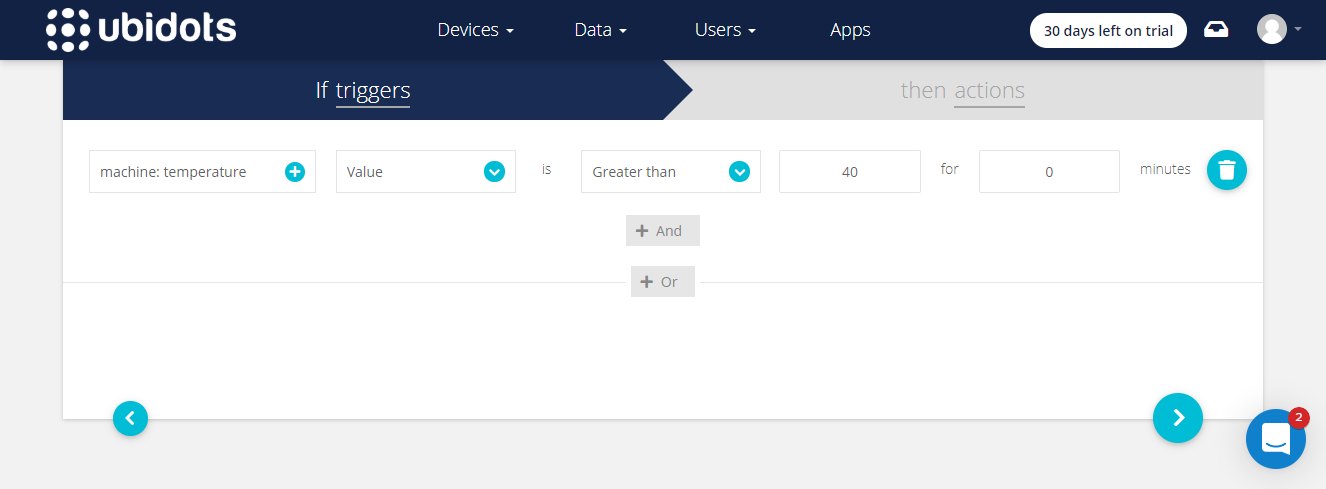 ubidots Devices Data Users Apps 30 days left on trial
If triggers then actions
machine: temperature Value is Greater than 40 for 0 minutes
And
Or
2